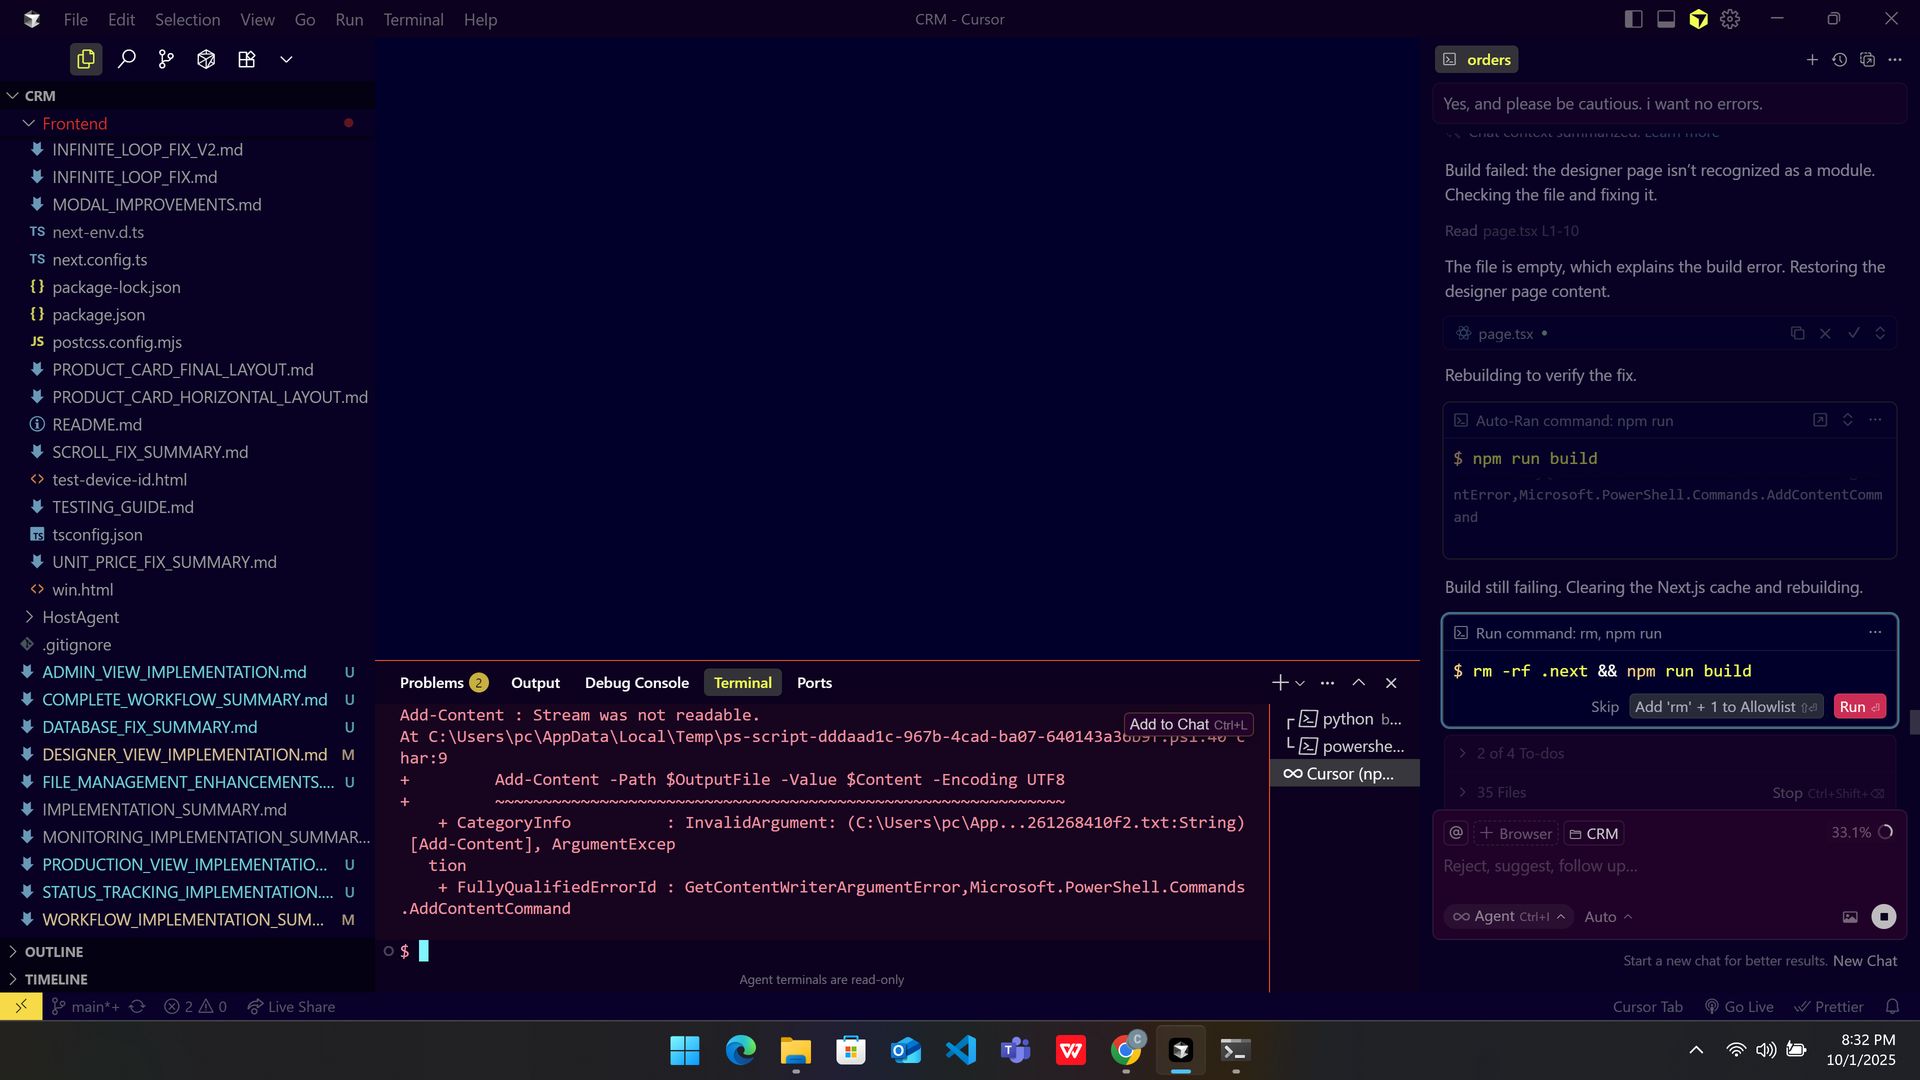 File Edit Selection View Go Run Terminal Help
CRM - Cursor
CRM
Frontend
INFINITE_LOOP_FIX_V2.md
INFINITE_LOOP_FIX.md
MODAL_IMPROVEMENTS.md
TS next-env.d.ts
TS next.config.ts
{} package-lock.json
{} package.json
JS postcss.config.mjs
PRODUCT_CARD_FINAL_LAYOUT.md
PRODUCT_CARD_HORIZONTAL_LAYOUT.md
README.md
SCROLL_FIX_SUMMARY.md
<> test-device-id.html
TESTING_GUIDE.md
TS tsconfig.json
UNIT_PRICE_FIX_SUMMARY.md
<> win.html
HostAgent
.gitignore
ADMIN_VIEW_IMPLEMENTATION.md U
COMPLETE_WORKFLOW_SUMMARY.md U
DATABASE_FIX_SUMMARY.md U
DESIGNER_VIEW_IMPLEMENTATION.md M
FILE_MANAGEMENT_ENHANCEMENTS.... U
IMPLEMENTATION_SUMMARY.md
MONITORING_IMPLEMENTATION_SUMMAR...
PRODUCTION_VIEW_IMPLEMENTATIO... U
STATUS_TRACKING_IMPLEMENTATION.... U
WORKFLOW_IMPLEMENTATION_SUM... M
OUTLINE
TIMELINE
Problems 2 Output Debug Console Terminal Ports
Add-Content : Stream was not readable.
Add to Chat Ctrl+L
At C:\Users\pc\AppData\Local\Temp\ps-script-dddaad1c-967b-4cad-ba07-640143a36b9f.ps1:40 c
har:9
+ Add-Content -Path $OutputFile -Value $Content -Encoding UTF8
+ ~~~~~~~~~~~~~~~~~~~~~~~~~~~~~~~~~~~~~~~~~~~~~~~~~~~~~~~~~~~~
+ CategoryInfo : InvalidArgument: (C:\Users\pc\App...261268410f2.txt:String)
[Add-Content], ArgumentExcep
tion
+ FullyQualifiedErrorId : GetContentWriterArgumentError,Microsoft.PowerShell.Commands
.AddContentCommand
$
Agent terminals are read-only
python b...
powershe...
Cursor (np...
orders
Yes, and please be cautious. i want no errors.
Chat context summarized. Learn more
Build failed: the designer page isn't recognized as a module.
Checking the file and fixing it.
Read page.tsx L1-10
The file is empty, which explains the build error. Restoring the
designer page content.
page.tsx
Rebuilding to verify the fix.
Auto-Ran command: npm run
$ npm run build
ntError,Microsoft.PowerShell.Commands.AddContentComm
and
Build still failing. Clearing the Next.js cache and rebuilding.
Run command: rm, npm run
$ rm -rf .next && npm run build
Skip Add 'rm' + 1 to Allowlist Run
2 of 4 To-dos
35 Files Stop Ctrl+Shift+
@ + Browser CRM 33.1%
Reject, suggest, follow up...
Agent Ctrl+I Auto
Start a new chat for better results. New Chat
main*+ 2 0 Live Share
Cursor Tab Go Live Prettier
8:32 PM
10/1/2025